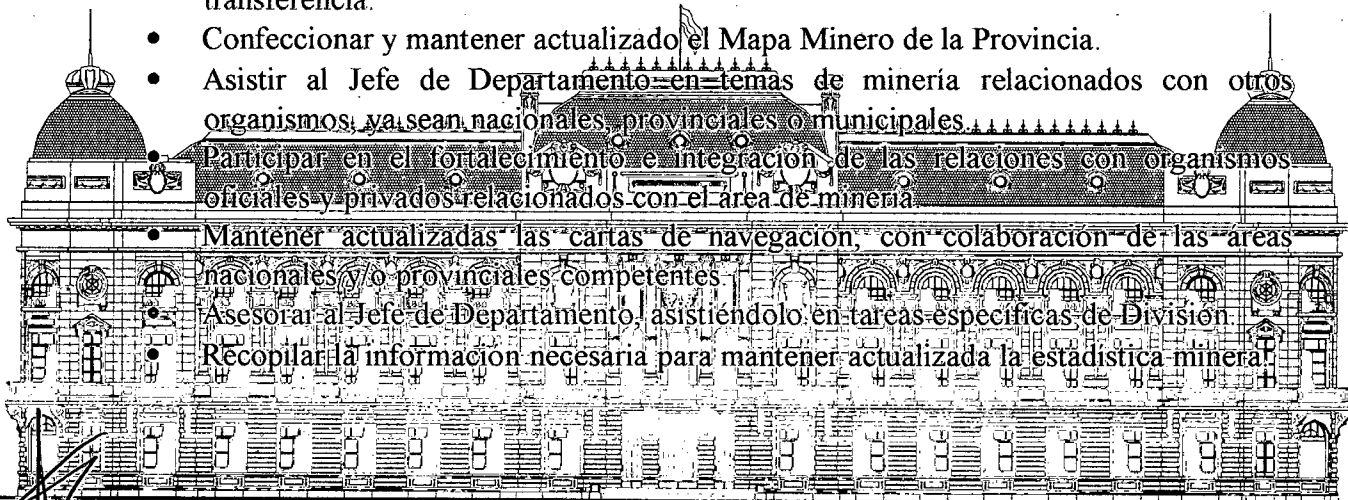 transferencia.
• Confeccionar y mantener actualizado el Mapa Minero de la Provincia.
• Asistir al Jefe de Departamento en temas de minería relacionados con otros
organismos, ya sean nacionales, provinciales o municipales.
• Participar en el fortalecimiento e integración de las relaciones con organismos
oficiales y privados relacionados con el área de minería.
• Mantener actualizadas las cartas de navegación, con colaboración de las áreas
nacionales y/o provinciales competentes.
• Asesorar al Jefe de Departamento, asistiéndolo en tareas específicas de División.
• Recopilar la información necesaria para mantener actualizada la estadística minera.